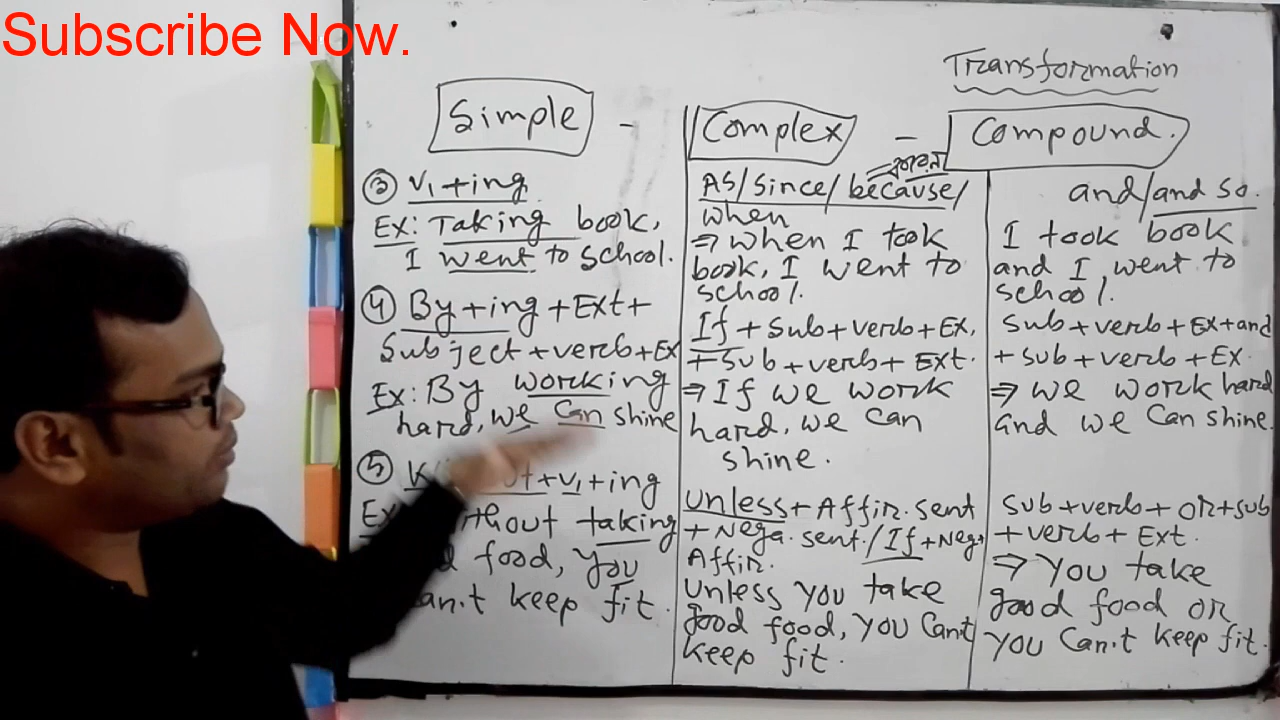 Subscribe Now.
Transformation
Simple - Complex - Compound.
③ V₁+ing
Ex: Taking book,
I went to school.
④ By+ing+Ext+
Subject+verb+Ex
Ex: By working
hard, we can shine
⑤ +V₁+ing
taking
food, you
can't keep fit.
As/Since/because/
কারণ
when
⇒ when I took
book, I went to
school.
If + Sub+verb+Ex,
+Sub+verb+Ext.
⇒ If we work
hard, we can
shine.
Unless+Affir.sent
+Nega.sent./If+Nega
Affir.
Unless you take
good food, you can't
keep fit.
and/and so.
I took book
and I went to
school.
Sub+verb+Ex+and
+sub+verb+Ex.
⇒ we work hard
and we can shine.
Sub+verb+or+sub
+verb+Ext.
⇒ You take
good food or
you can't keep fit.